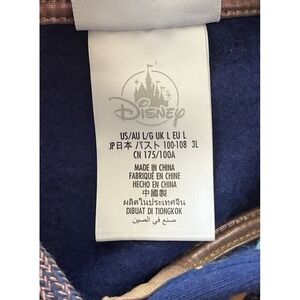 Disney
US/AU L/G UK L EU L
JP日本 バスト 100-108 3L
CN 175/100A
MADE IN CHINA
FABRIQUÉ EN CHINE
HECHO EN CHINA
中國製
ผลิตในประเทศจีน
DIBUAT DI TIONGKOK
صنع في الصين